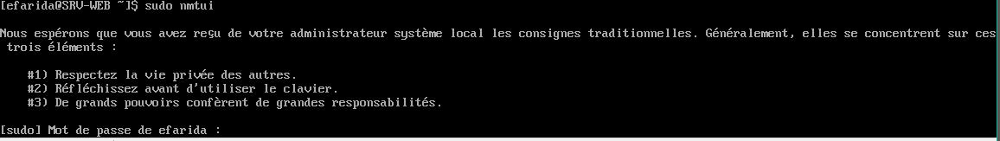 [efarida@SRV-WEB ~]$ sudo nmtui
Nous espérons que vous avez reçu de votre administrateur système local les consignes traditionnelles. Généralement, elles se concentrent sur ces
trois éléments :
#1) Respectez la vie privée des autres.
#2) Réfléchissez avant d'utiliser le clavier.
#3) De grands pouvoirs confèrent de grandes responsabilités.
[sudo] Mot de passe de efarida :